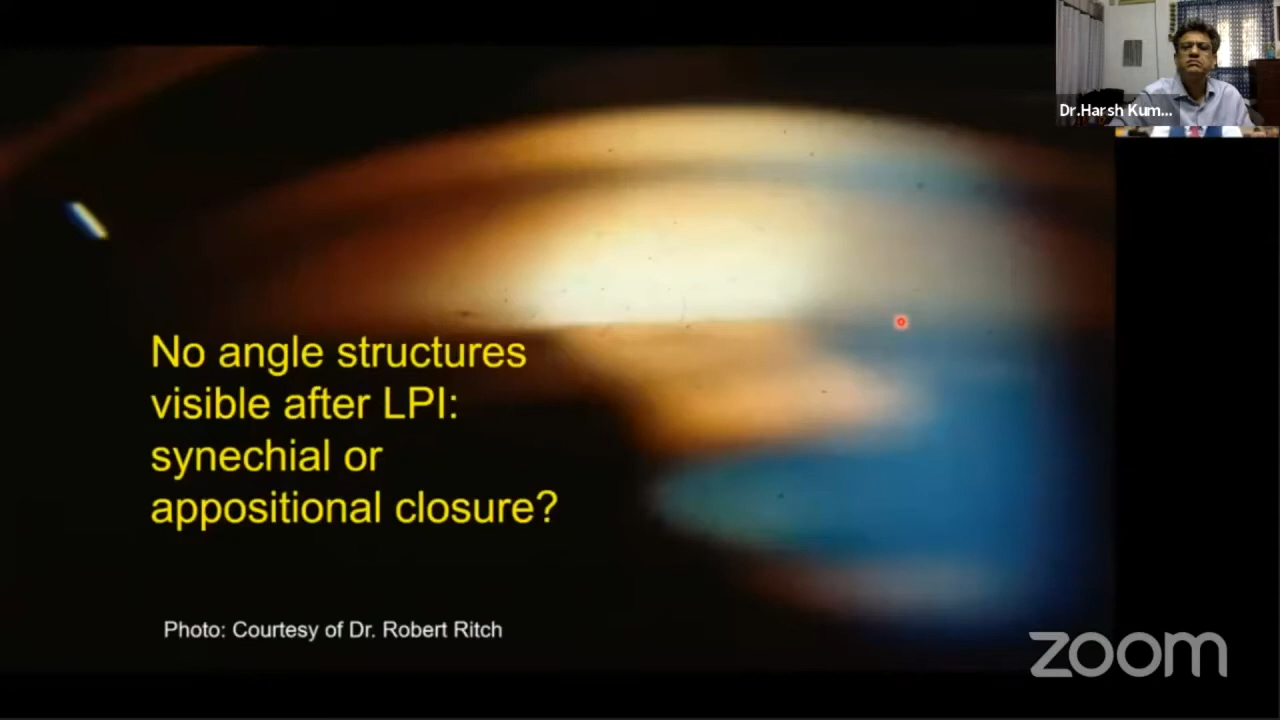 Dr.Harsh Kum...
No angle structures
visible after LPI:
synechial or
appositional closure?
Photo: Courtesy of Dr. Robert Ritch
zoom